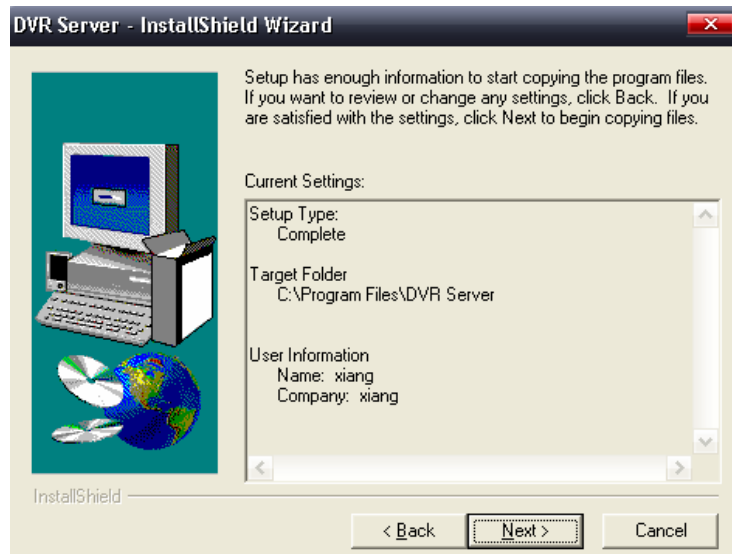 DVR Server - InstallShield Wizard
Setup has enough information to start copying the program files.
If you want to review or change any settings, click Back.  If you
are satisfied with the settings, click Next to begin copying files.
Current Settings:
Setup Type:
Complete
Target Folder
C:\Program Files\DVR Server
User Information
Name:  xiang
Company:  xiang
InstallShield
< Back
Next >
Cancel